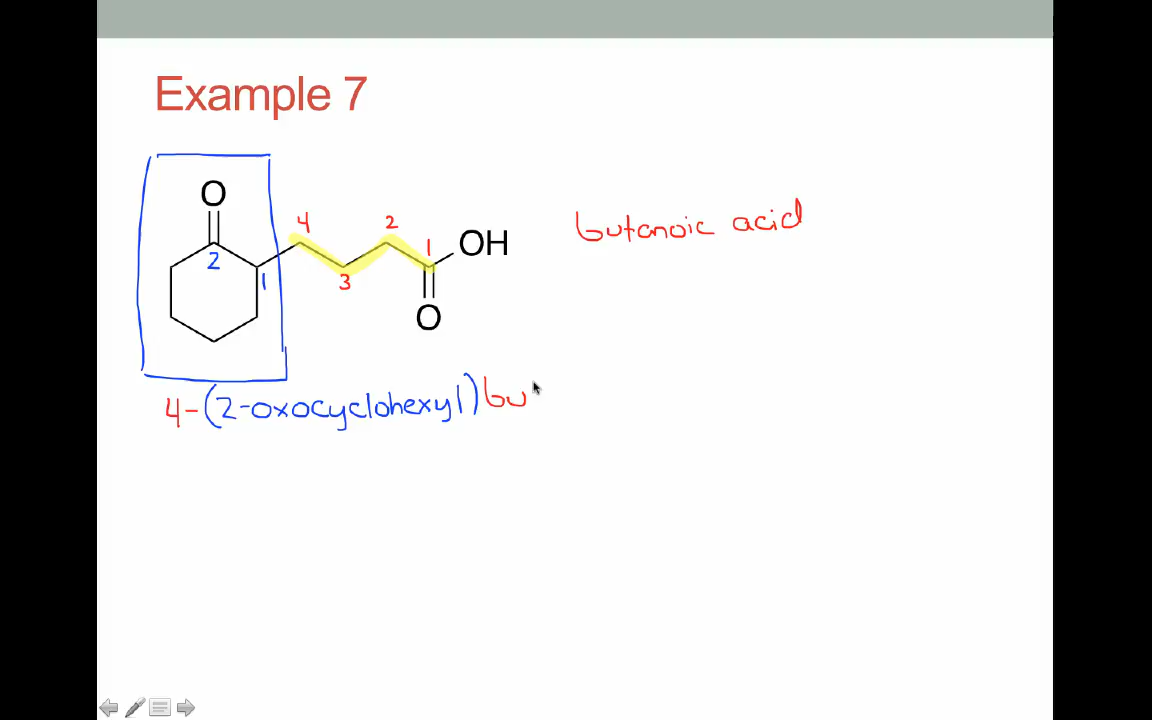 Example 7
O
4 2
2 1 OH
1 3
O
butanoic acid
4-(2-oxocyclohexyl)bu